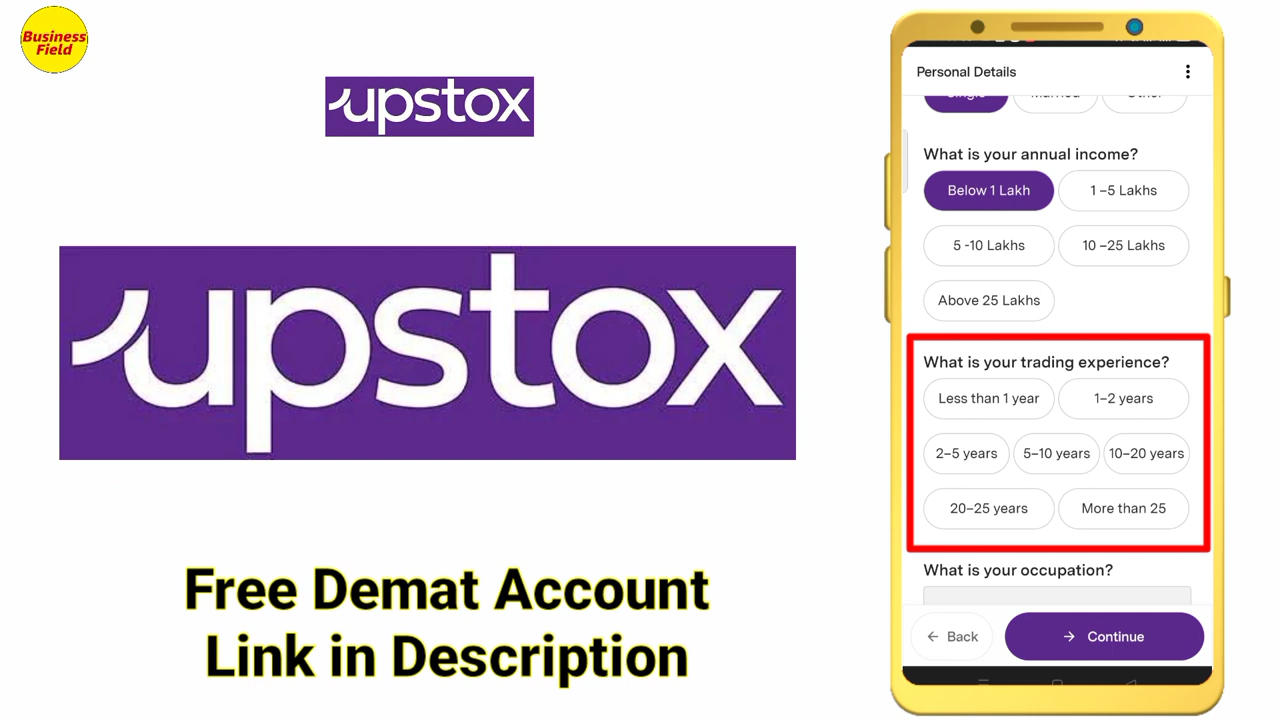 Business
Field
upstox
upstox
Free Demat Account
Link in Description
Personal Details
Single
Married
Other
What is your annual income?
Below 1 Lakh
1 –5 Lakhs
5 -10 Lakhs
10 –25 Lakhs
Above 25 Lakhs
What is your trading experience?
Less than 1 year
1–2 years
2–5 years
5–10 years
10–20 years
20–25 years
More than 25
What is your occupation?
← Back
→ Continue